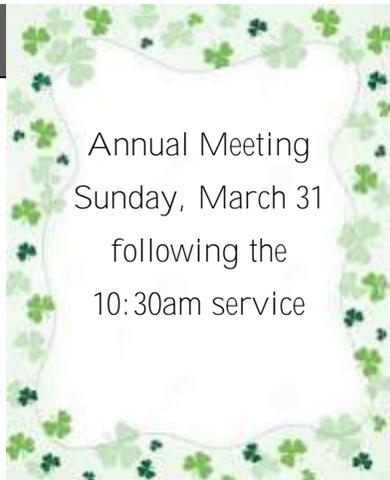 Annual Meeting
Sunday, March 31
following the
10:30am service